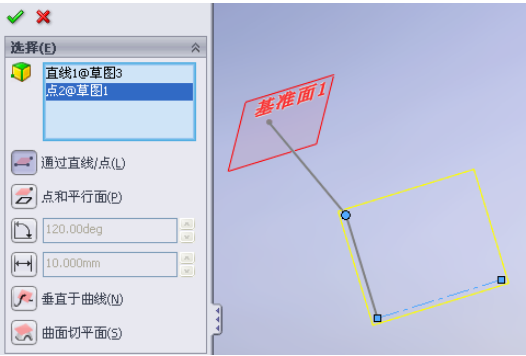 选择(E)
直线1@草图3
点2@草图1
通过直线/点(L)
点和平行面(P)
120.00deg
10.000mm
垂直于曲线(N)
曲面切平面(S)
基准面1